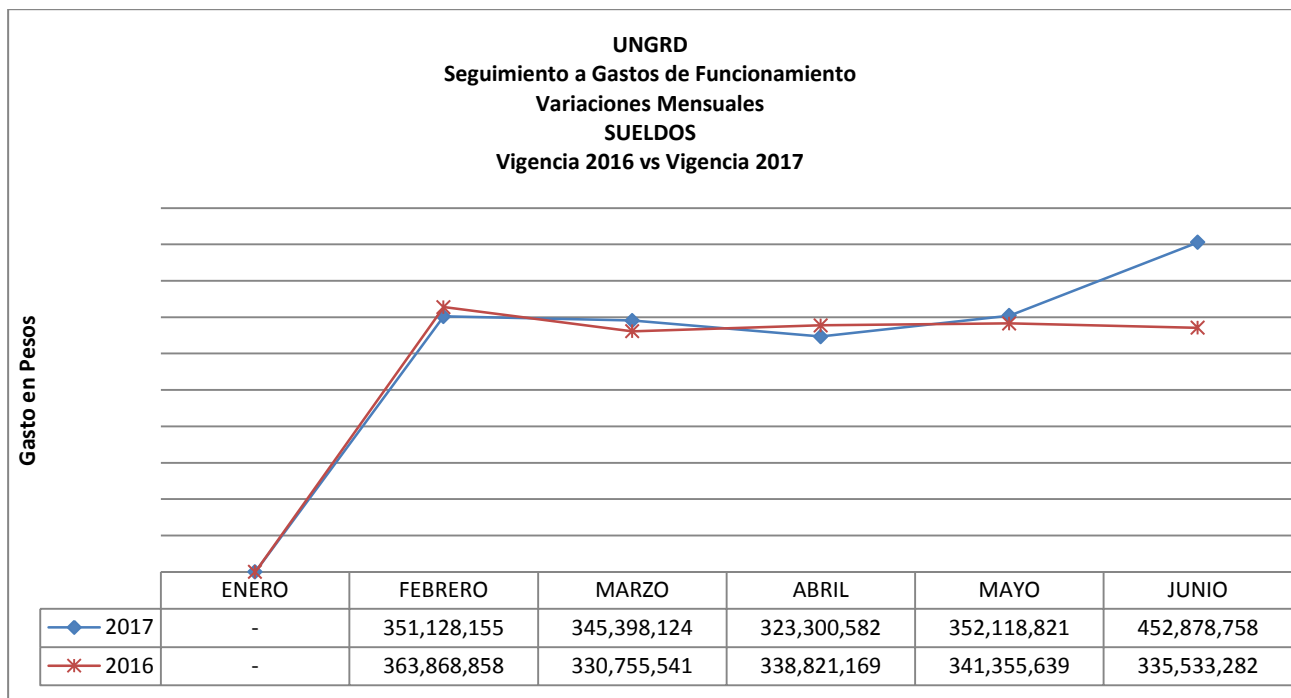 UNGRD
Seguimiento a Gastos de Funcionamiento
Variaciones Mensuales
SUELDOS
Vigencia 2016 vs Vigencia 2017
Gasto en Pesos
ENERO FEBRERO MARZO ABRIL MAYO JUNIO
2017 - 351,128,155 345,398,124 323,300,582 352,118,821 452,878,758
2016 - 363,868,858 330,755,541 338,821,169 341,355,639 335,533,282